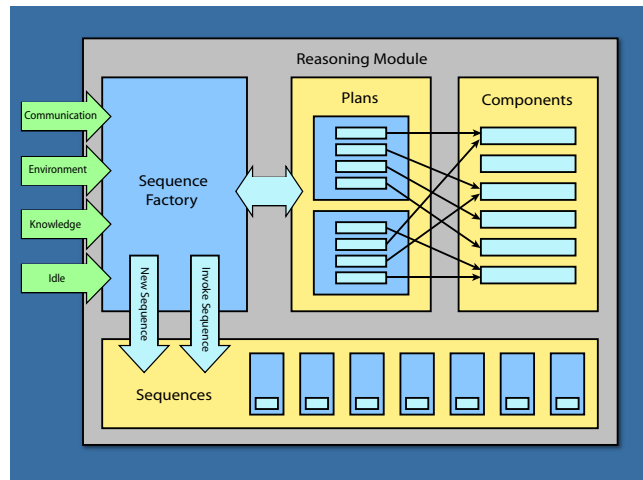 Reasoning Module
Communication
Environment
Knowledge
Idle
Sequence
Factory
Plans
Components
New Sequence
Invoke Sequence
Sequences